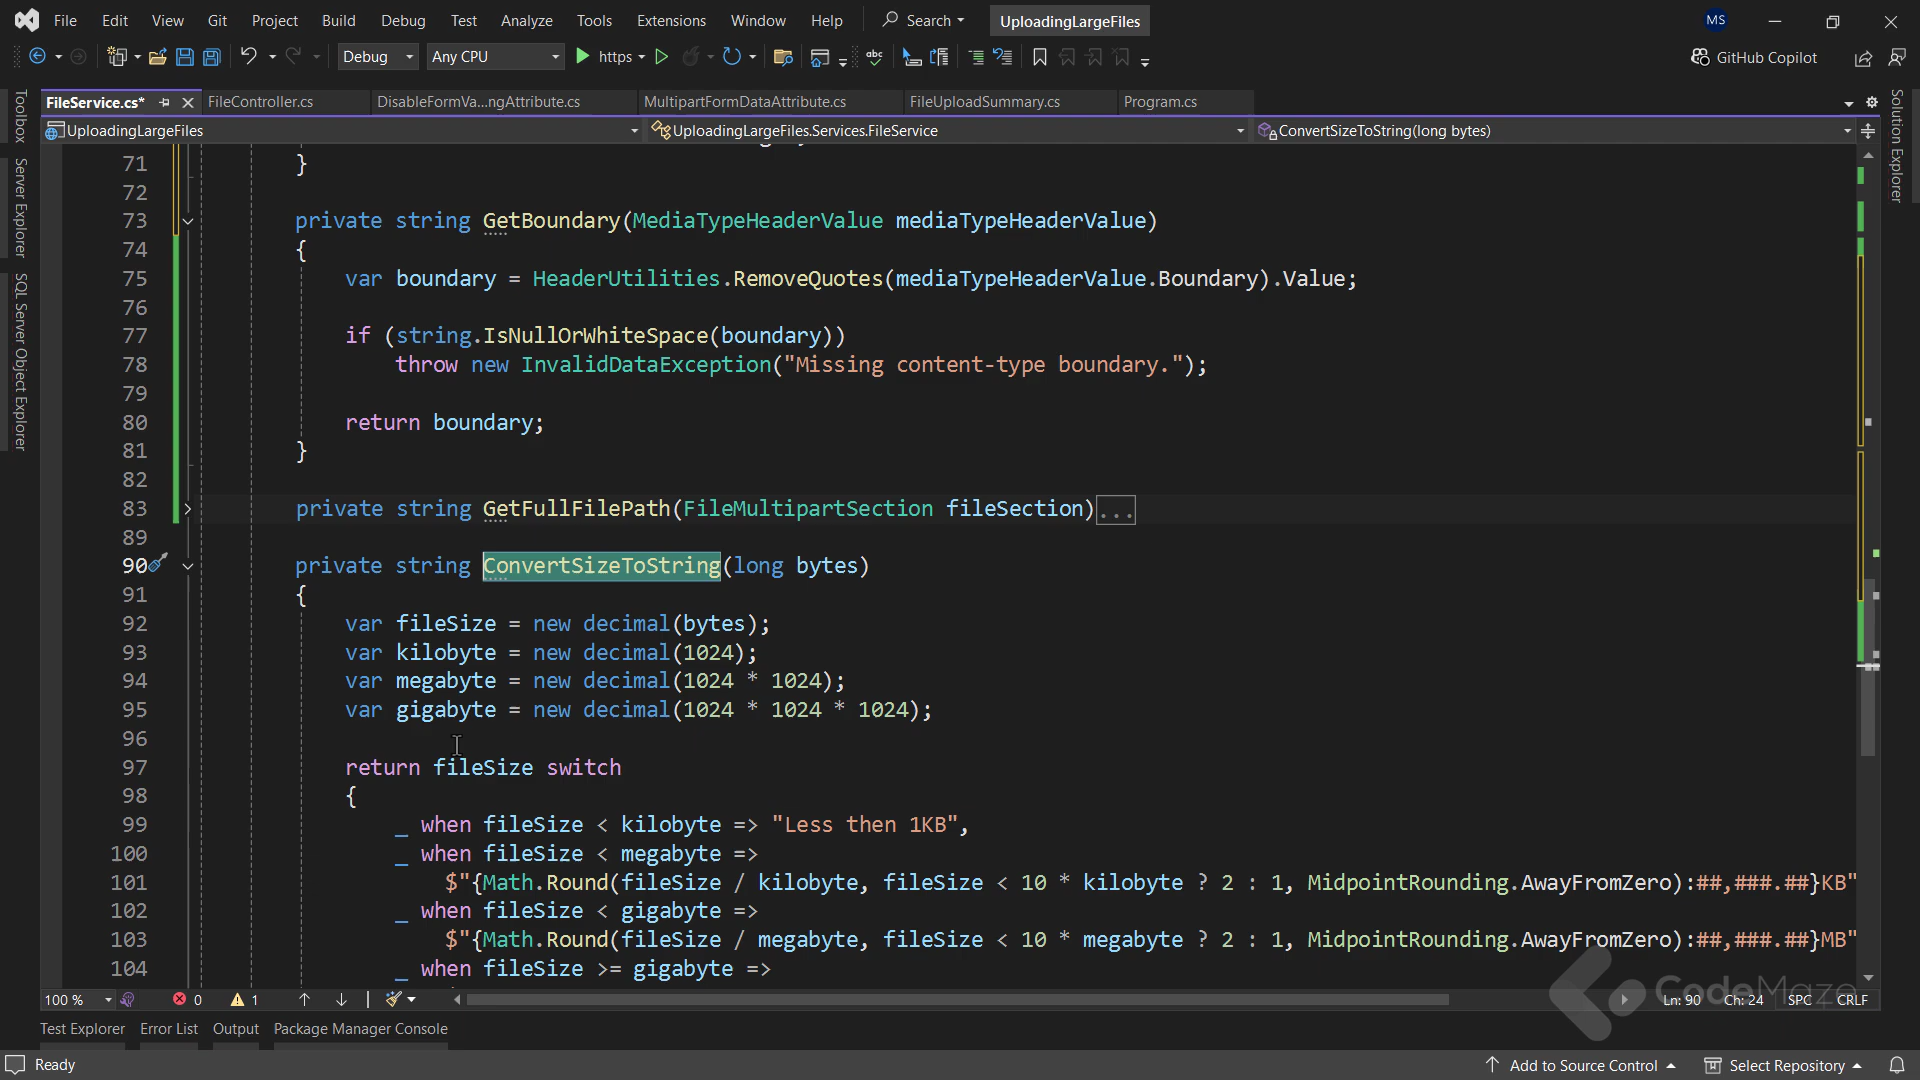 File Edit View Git Project Build Debug Test Analyze Tools Extensions Window Help Search UploadingLargeFiles MS
Debug Any CPU https abc GitHub Copilot
FileService.cs* FileController.cs DisableFormVa...ngAttribute.cs MultipartFormDataAttribute.cs FileUploadSummary.cs Program.cs
UploadingLargeFiles UploadingLargeFiles.Services.FileService ConvertSizeToString(long bytes)
Toolbox
Server Explorer
SQL Server Object Explorer
Solution Explorer
71 }
72
73 private string GetBoundary(MediaTypeHeaderValue mediaTypeHeaderValue)
74 {
75 var boundary = HeaderUtilities.RemoveQuotes(mediaTypeHeaderValue.Boundary).Value;
76
77 if (string.IsNullOrWhiteSpace(boundary))
78 throw new InvalidDataException("Missing content-type boundary.");
79
80 return boundary;
81 }
82
83 private string GetFullFilePath(FileMultipartSection fileSection)...
89
90 private string ConvertSizeToString(long bytes)
91 {
92 var fileSize = new decimal(bytes);
93 var kilobyte = new decimal(1024);
94 var megabyte = new decimal(1024 * 1024);
95 var gigabyte = new decimal(1024 * 1024 * 1024);
96
97 return fileSize switch
98 {
99 _ when fileSize < kilobyte => "Less then 1KB",
100 _ when fileSize < megabyte =>
101 $"{Math.Round(fileSize / kilobyte, fileSize < 10 * kilobyte ? 2 : 1, MidpointRounding.AwayFromZero):##,###.##}KB"
102 _ when fileSize < gigabyte =>
103 $"{Math.Round(fileSize / megabyte, fileSize < 10 * megabyte ? 2 : 1, MidpointRounding.AwayFromZero):##,###.##}MB"
104 _ when fileSize >= gigabyte =>
100 % 0 1 Ln: 90 Ch: 24 SPC CRLF
CodeMaze
Test Explorer Error List Output Package Manager Console
Ready Add to Source Control Select Repository